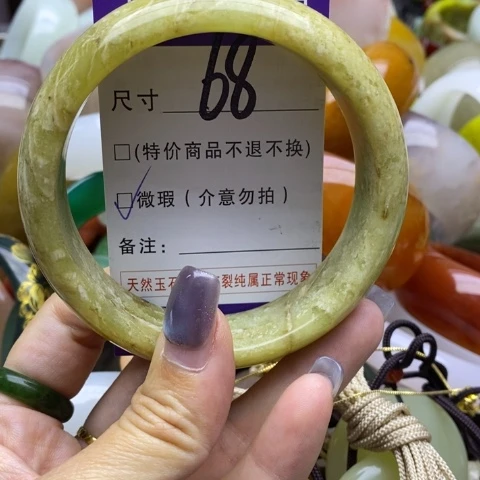 尺寸 68
□(特价商品不退不换)
☑微瑕(介意勿拍)
备注:
天然玉石 裂纯属正常现象